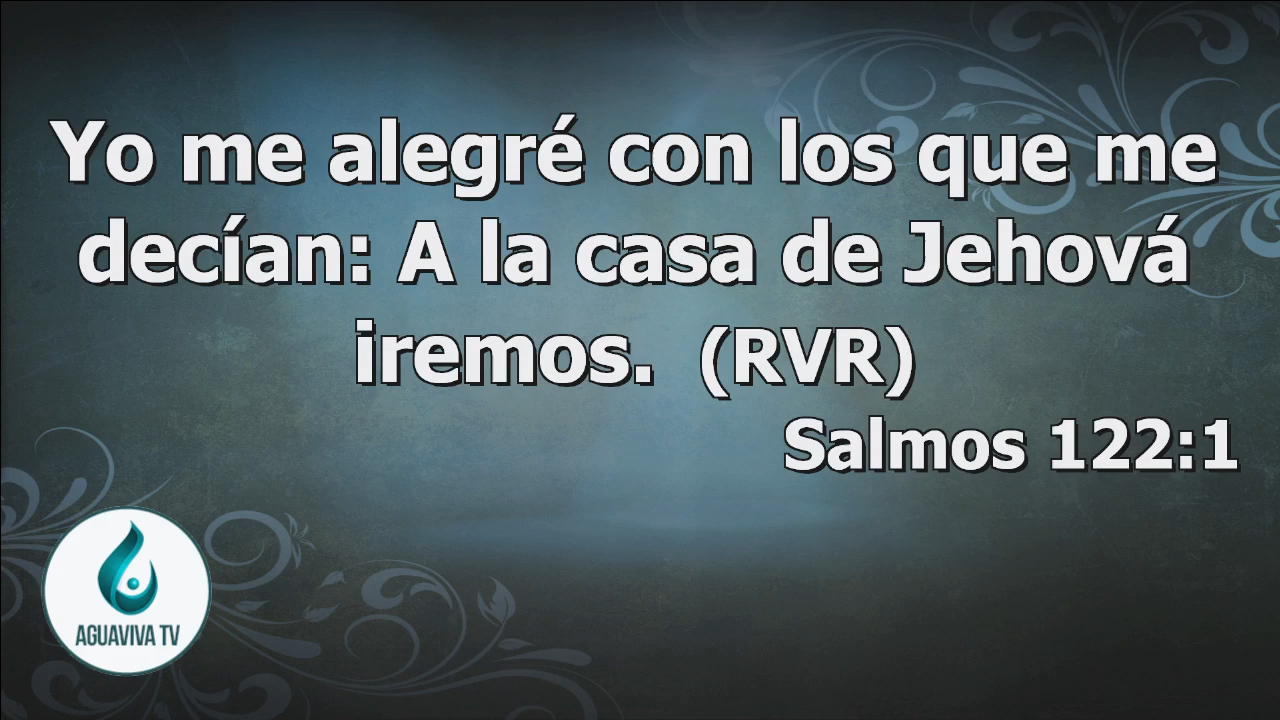 Yo me alegré con los que me
decían: A la casa de Jehová
iremos.  (RVR)
Salmos 122:1
AGUAVIVA TV